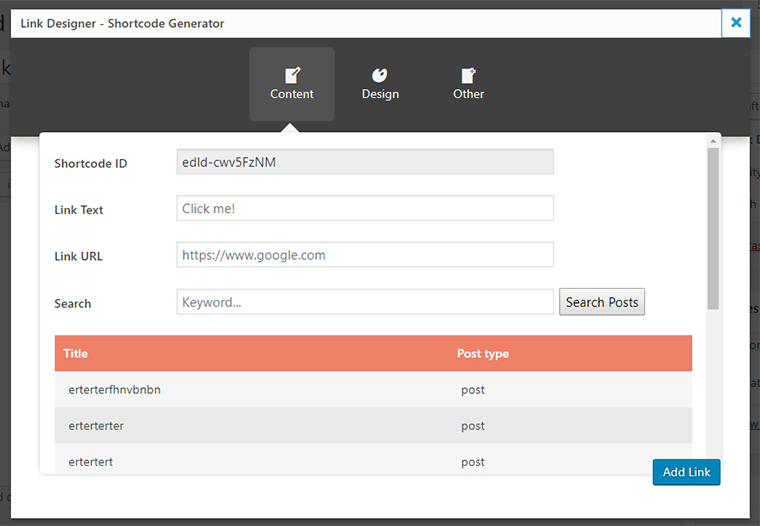 Link Designer - Shortcode Generator
Content
Design
Other
Shortcode ID
edld-cwv5FzNM
Link Text
Click me!
Link URL
https://www.google.com
Search
Keyword...
Search Posts
Title
Post type
erterterfhnvbnbn
post
erterterter
post
ertertert
post
Add Link